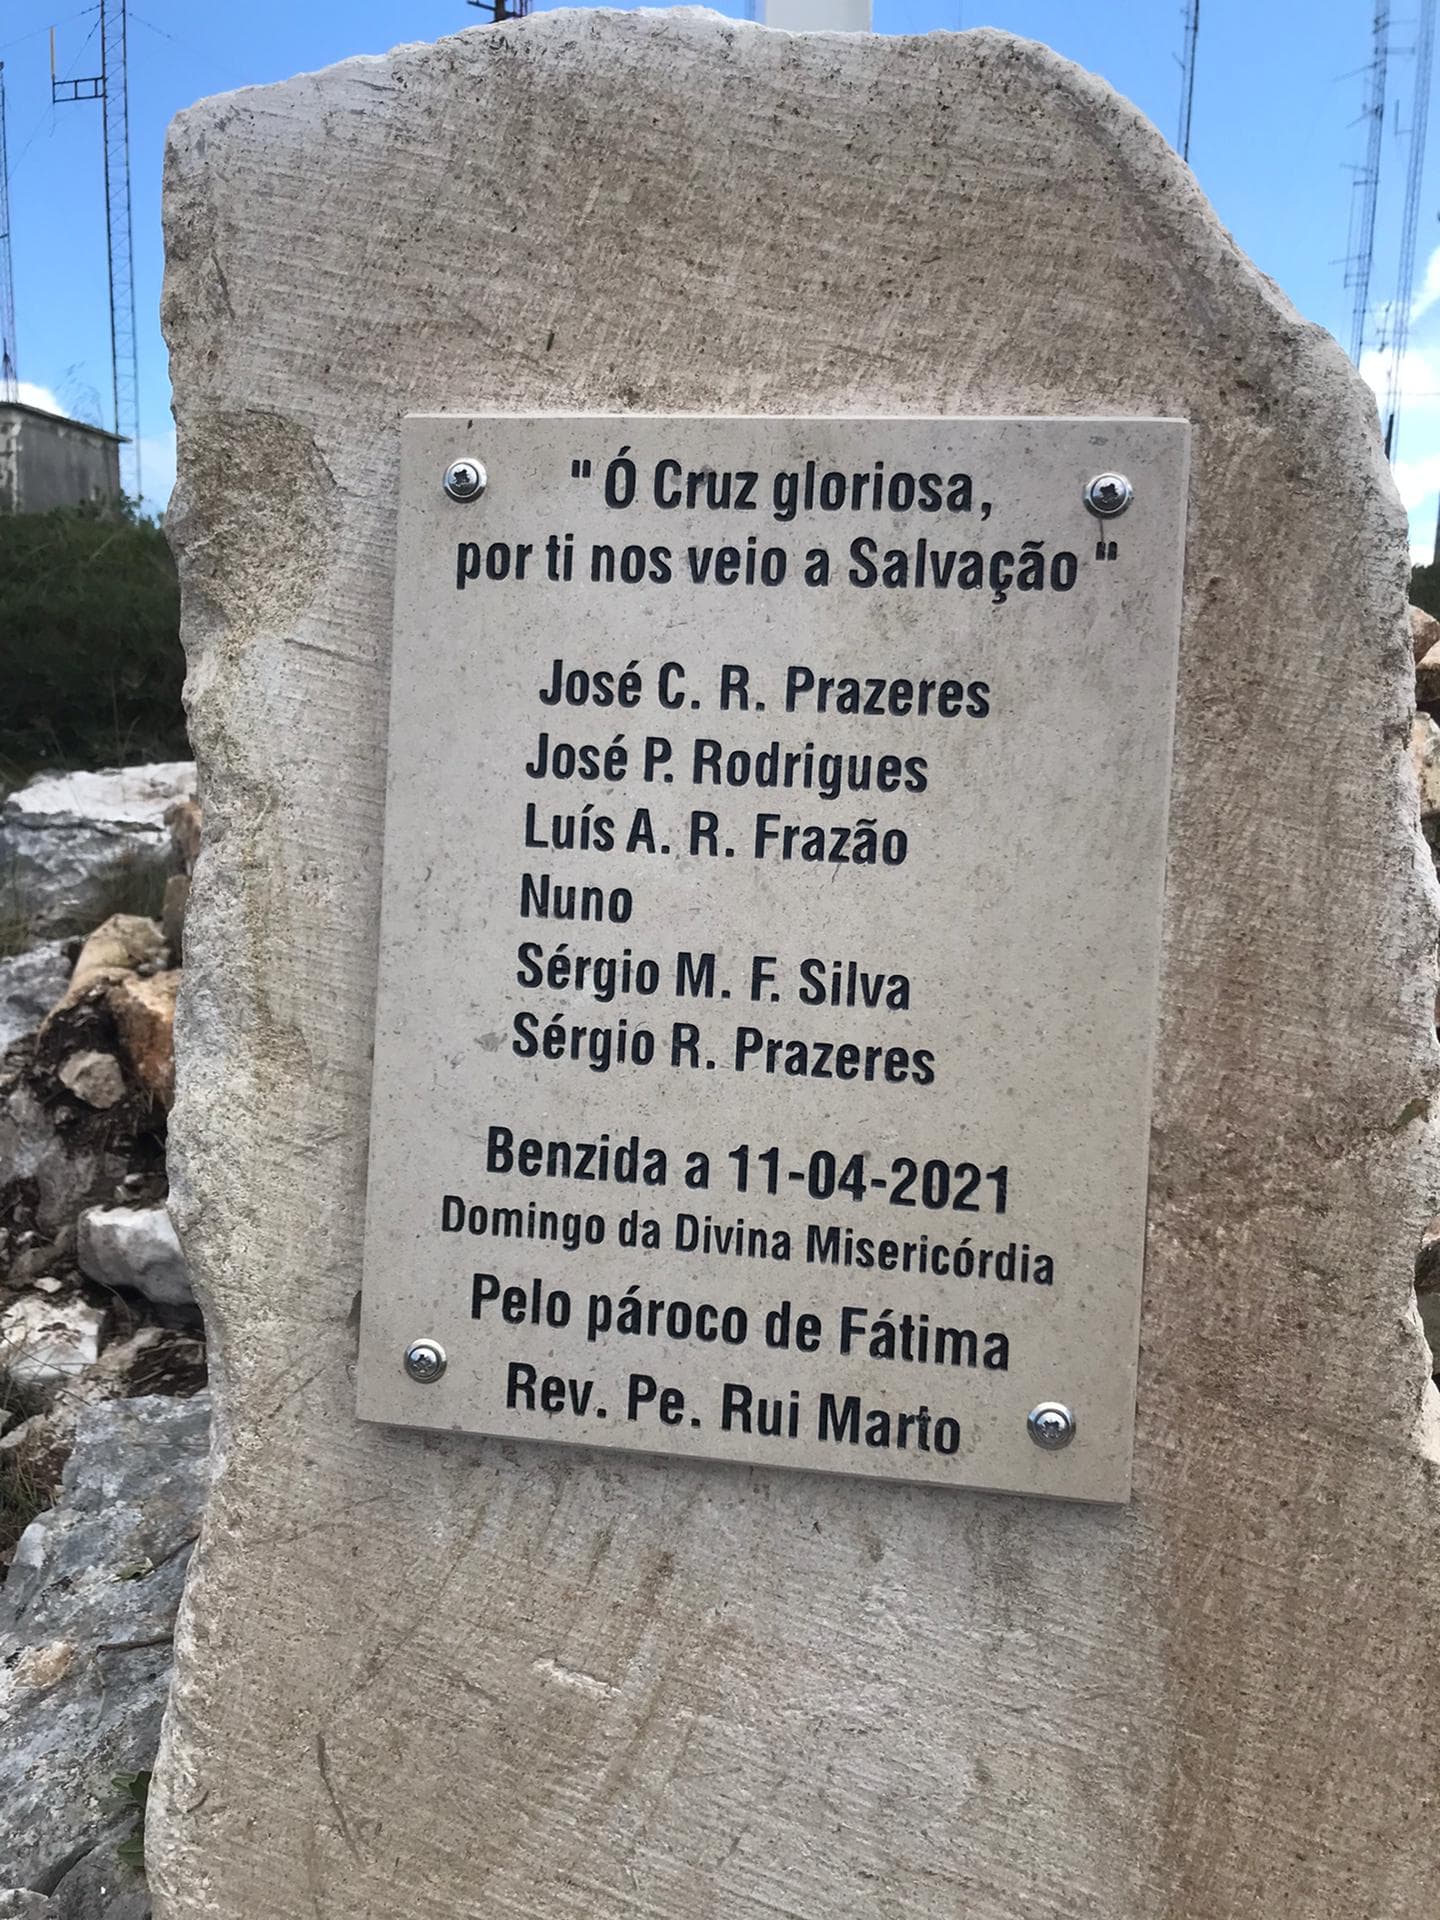 "Ó Cruz gloriosa,
por ti nos veio a Salvação"
José C. R. Prazeres
José P. Rodrigues
Luís A. R. Frazão
Nuno
Sérgio M. F. Silva
Sérgio R. Prazeres
Benzida a 11-04-2021
Domingo da Divina Misericórdia
Pelo pároco de Fátima
Rev. Pe. Rui Marto